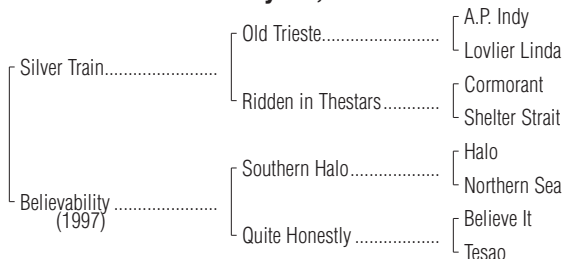 A.P. Indy
Old Trieste......................
Lovlier Linda
Silver Train.....................
Cormorant
Ridden in Thestars...........
Shelter Strait
Halo
Southern Halo.................
Northern Sea
Believability ....................
(1997)
Believe It
Quite Honestly ................
Tesao